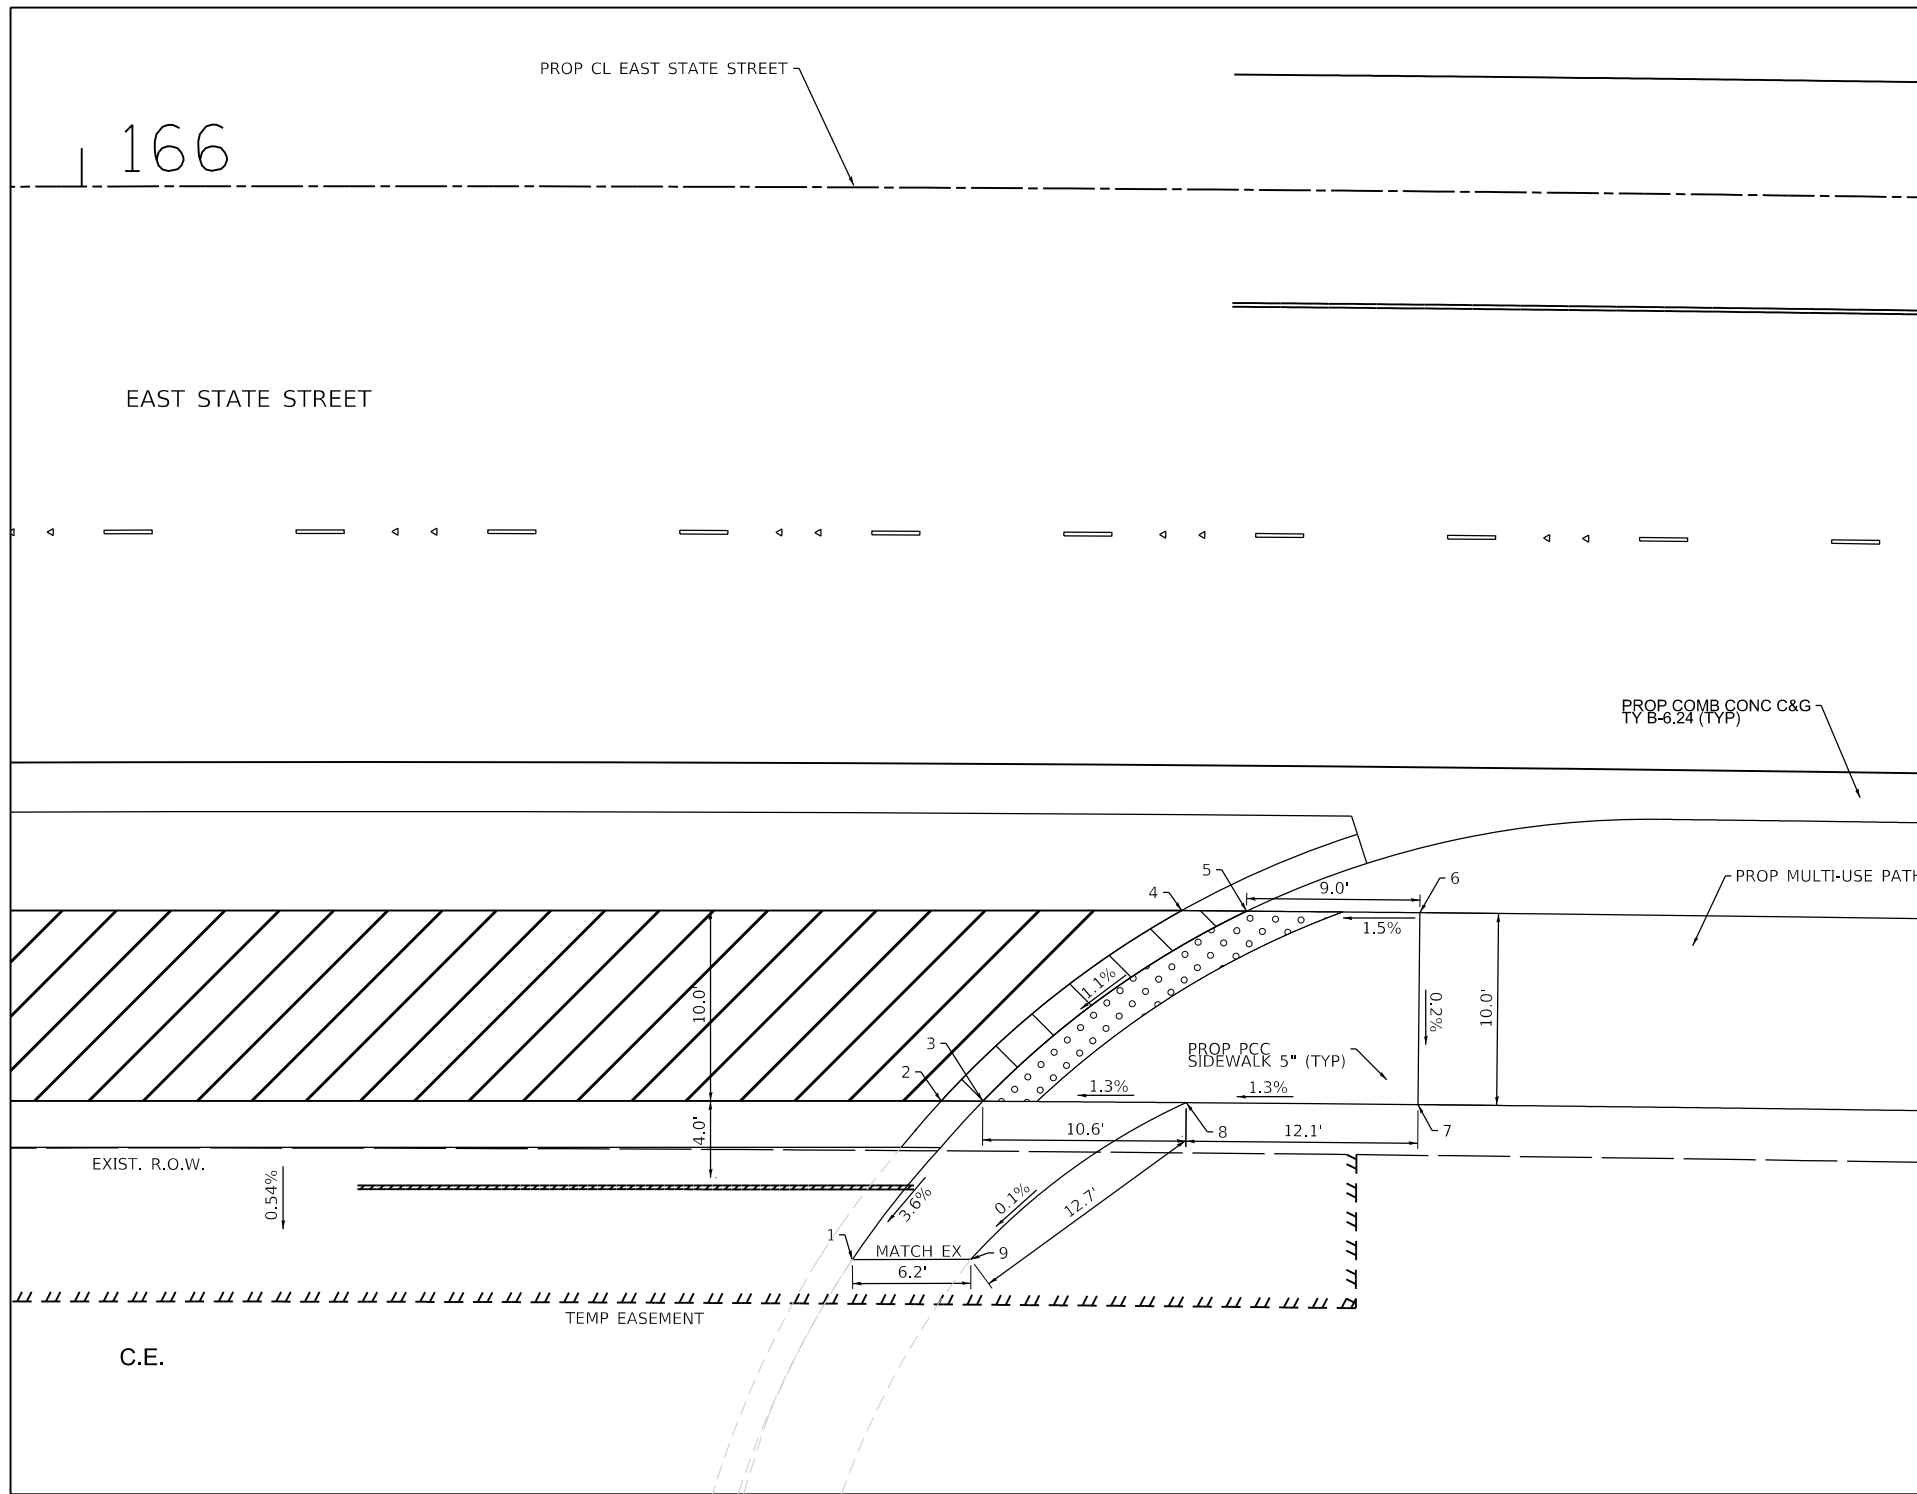 PROP CL EAST STATE STREET
166
EAST STATE STREET
PROP COMB CONC C&G
TY B-6.24 (TYP)
5
4
9.0'
6
PROP MULTI-USE PATH
1.5%
1.1%
10.0'
0.2%
10.0'
3
PROP PCC
SIDEWALK 5" (TYP)
2
1.3%
1.3%
4.0'
10.6'
8
12.1'
7
EXIST. R.O.W.
0.54%
3.6%
0.1%
12.7'
1
MATCH EX
9
6.2'
TEMP EASEMENT
C.E.